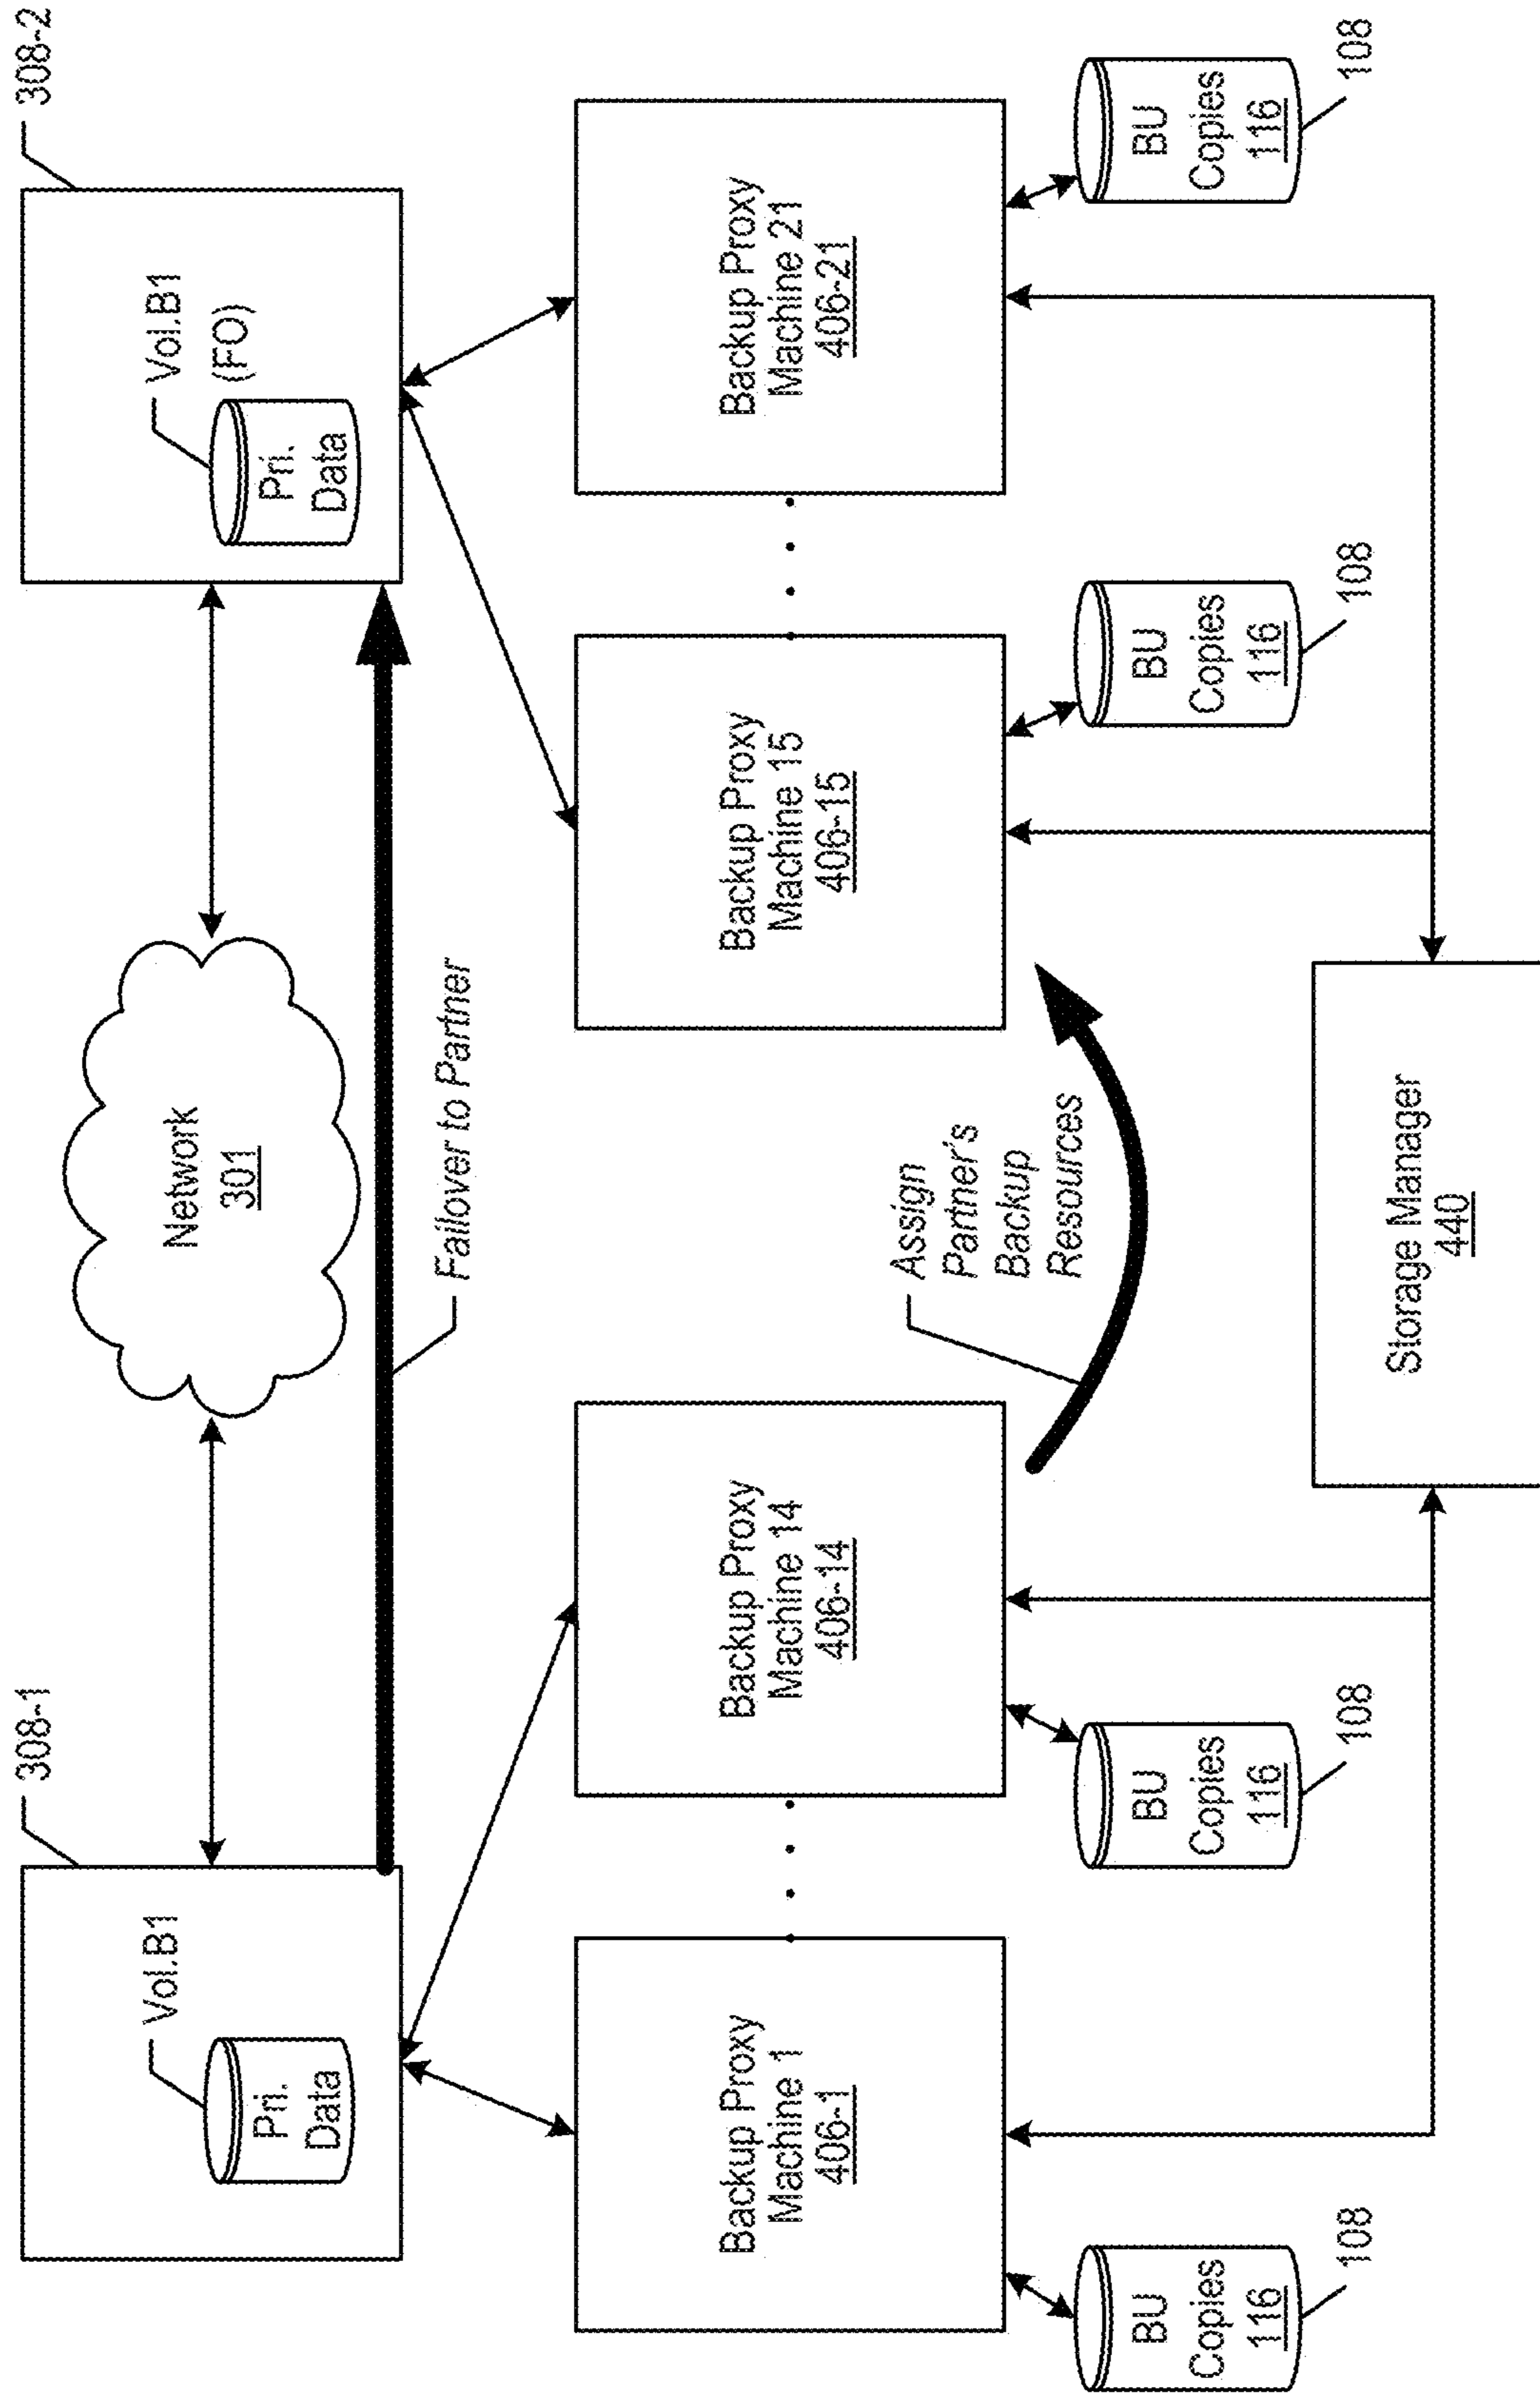 308-1
308-2
Vol.B1
Pri.
Data
Network
301
Vol.B1
(FO)
Pri.
Data
Failover to Partner
Backup Proxy
Machine 1
406-1
Backup Proxy
Machine 14
406-14
Backup Proxy
Machine 15
406-15
Backup Proxy
Machine 21
406-21
Assign
Partner's
Backup
Resources
BU
Copies
116
108
BU
Copies
116
108
BU
Copies
116
108
BU
Copies
116
108
Storage Manager
440